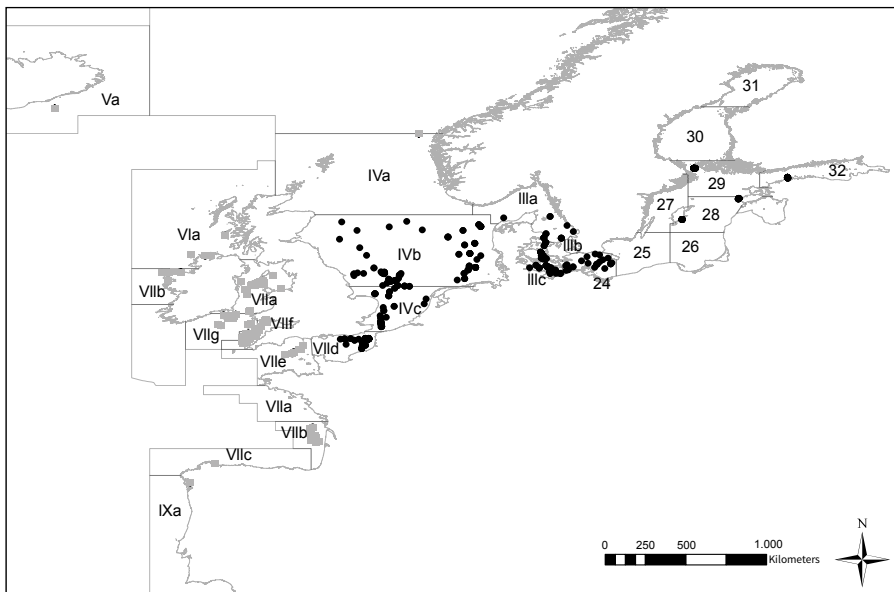 31
Va
30
IVa
32
29
IIIa
27
28
VIa
IIIb
IVb
25
26
VIIb
IIIc
24
VIIa
IVc
VIIf
VIIg
VIId
VIIe
VIIa
VIIb
VIIc
IXa
N
0 250 500 1.000
Kilometers